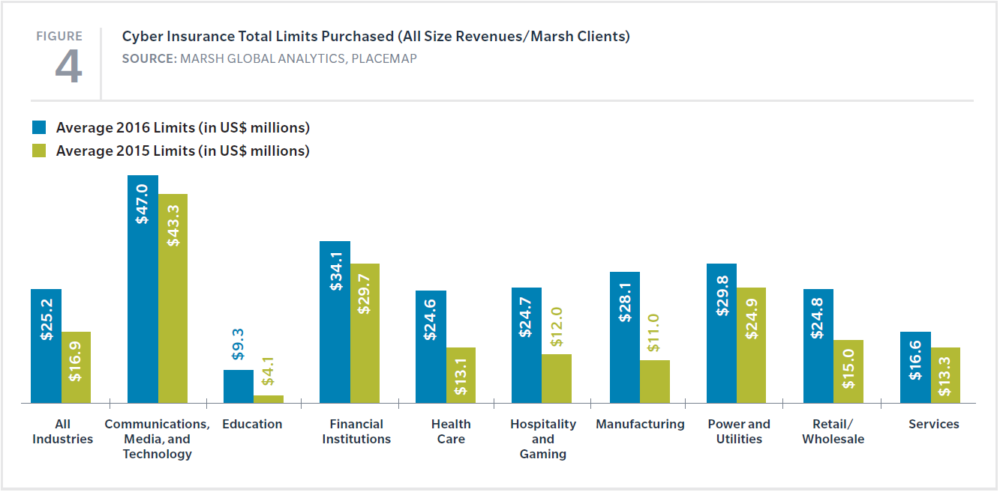 FIGURE
4
Cyber Insurance Total Limits Purchased (All Size Revenues/Marsh Clients)
SOURCE: MARSH GLOBAL ANALYTICS, PLACEMAP
Average 2016 Limits (in US$ millions)
Average 2015 Limits (in US$ millions)
$25.2
$16.9
$47.0
$43.3
$9.3
$4.1
$34.1
$29.7
$24.6
$13.1
$24.7
$12.0
$28.1
$11.0
$29.8
$24.9
$24.8
$15.0
$16.6
$13.3
All
Industries
Communications,
Media, and
Technology
Education
Financial
Institutions
Health
Care
Hospitality
and
Gaming
Manufacturing
Power and
Utilities
Retail/
Wholesale
Services